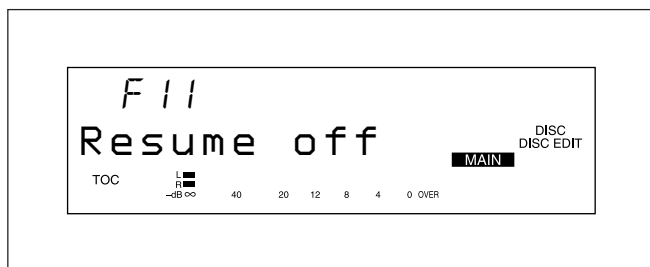 F11
Resume off
DISC
DISC EDIT
MAIN
TOC
L
R
–dB ∞ 40 20 12 8 4 0 OVER